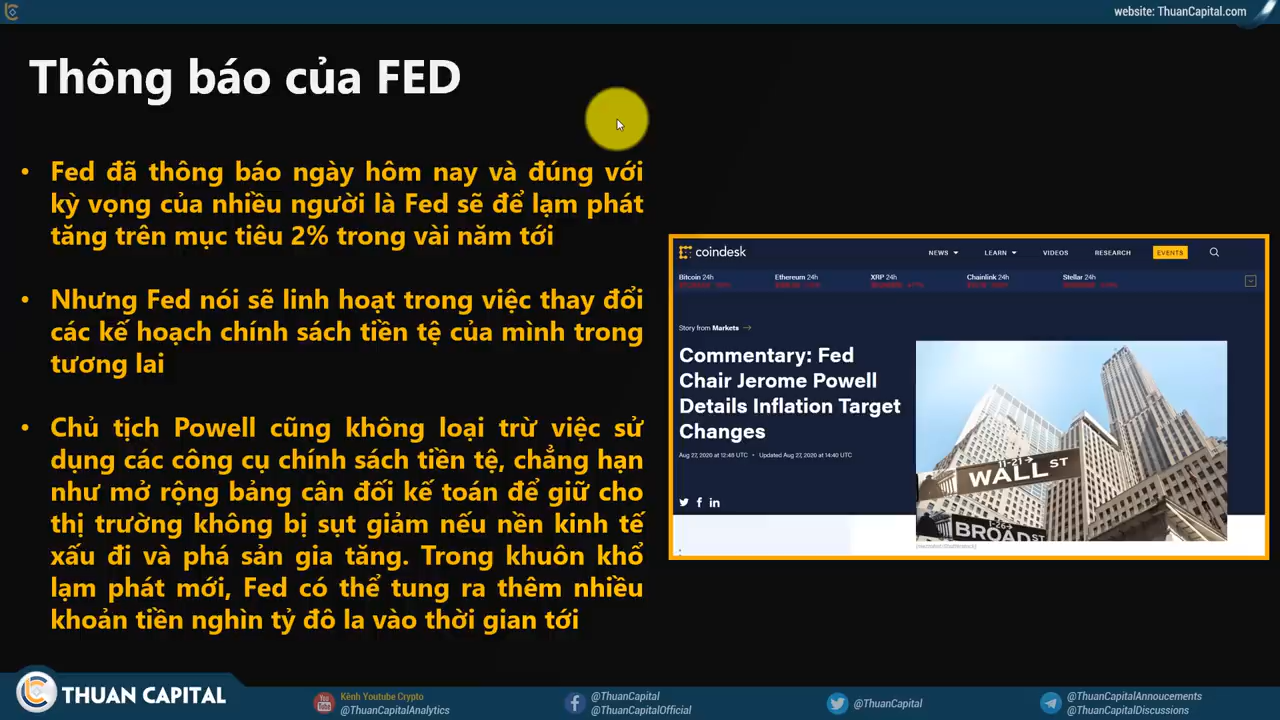 website: ThuanCapital.com
Thông báo của FED
• Fed đã thông báo ngày hôm nay và đúng với
kỳ vọng của nhiều người là Fed sẽ để lạm phát
tăng trên mục tiêu 2% trong vài năm tới
• Nhưng Fed nói sẽ linh hoạt trong việc thay đổi
các kế hoạch chính sách tiền tệ của mình trong
tương lai
• Chủ tịch Powell cũng không loại trừ việc sử
dụng các công cụ chính sách tiền tệ, chẳng hạn
như mở rộng bảng cân đối kế toán để giữ cho
thị trường không bị sụt giảm nếu nền kinh tế
xấu đi và phá sản gia tăng. Trong khuôn khổ
lạm phát mới, Fed có thể tung ra thêm nhiều
khoản tiền nghìn tỷ đô la vào thời gian tới
coindesk
NEWS LEARN VIDEOS RESEARCH EVENTS
Bitcoin 24h Ethereum 24h XRP 24h Chainlink 24h Stellar 24h
Story from Markets
Commentary: Fed
Chair Jerome Powell
Details Inflation Target
Changes
Aug 27, 2020 at 12:46 UTC • Updated Aug 27, 2020 at 14:40 UTC
WALL ST
BROAD ST
THUAN CAPITAL
Kênh Youtube Crypto
@ThuanCapitalAnalytics
@ThuanCapital
@ThuanCapitalOfficial
@ThuanCapital
@ThuanCapitalAnnoucements
@ThuanCapitalDiscussions